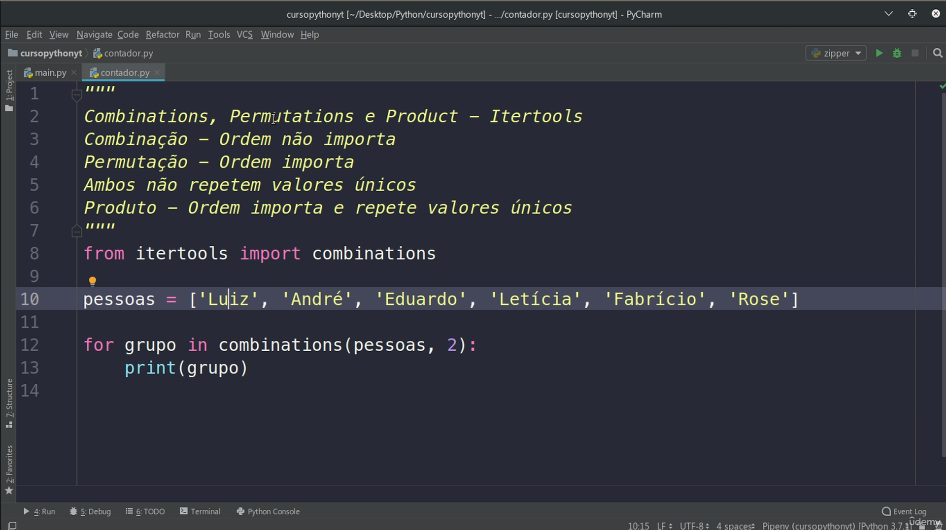 cursopythonyt [~/Desktop/Python/cursopythonyt] - .../contador.py [cursopythonyt] - PyCharm
File Edit View Navigate Code Refactor Run Tools VCS Window Help
cursopythonyt contador.py zipper
main.py contador.py
1: Project
1 """
2 Combinations, Permutations e Product - Itertools
3 Combinação - Ordem não importa
4 Permutação - Ordem importa
5 Ambos não repetem valores únicos
6 Produto - Ordem importa e repete valores únicos
7 """
8 from itertools import combinations
9
10 pessoas = ['Luiz', 'André', 'Eduardo', 'Letícia', 'Fabrício', 'Rose']
11
12 for grupo in combinations(pessoas, 2):
13 print(grupo)
14
7: Structure
2: Favorites
4: Run 5: Debug 6: TODO Terminal Python Console Event Log
10:15 LF UTF-8 4 spaces Pipenv (cursopythonyt) [Python 3.7
udemy